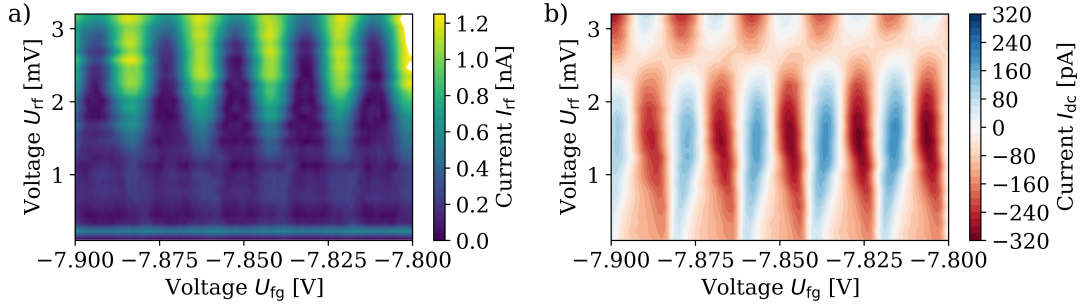 a)
Voltage U_rf [mV]
3
2
1
−7.900 −7.875 −7.850 −7.825 −7.800
Voltage U_fg [V]
1.2
1.0
0.8
0.6
0.4
0.2
0.0
Current I_rf [nA]
b)
Voltage U_rf [mV]
3
2
1
−7.900 −7.875 −7.850 −7.825 −7.800
Voltage U_fg [V]
320
240
160
80
0
−80
−160
−240
−320
Current I_dc [pA]